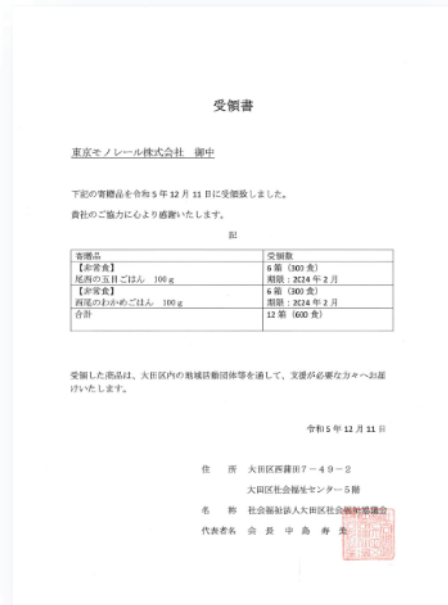 受領書
東京モノレール株式会社 御中
下記の寄贈品を令和5年12月11日に受領致しました。
貴社のご協力に心より感謝いたします。
記
寄贈品 受領数
【非常食】 6箱（300食）
尾西の五目ごはん 100g 期限：2024年2月
【非常食】 6箱（300食）
西尾のわかめごはん 100g 期限：2024年2月
合計 12箱（600食）
受領した商品は、大田区内の地域活動団体等を通して、支援が必要な方々へお届
けいたします。
令和5年12月11日
住 所 大田区西蒲田7－49－2
大田区社会福祉センター5階
名 称 社会福祉法人大田区社会福祉協議会
代表者名 会 長 中 島 寿